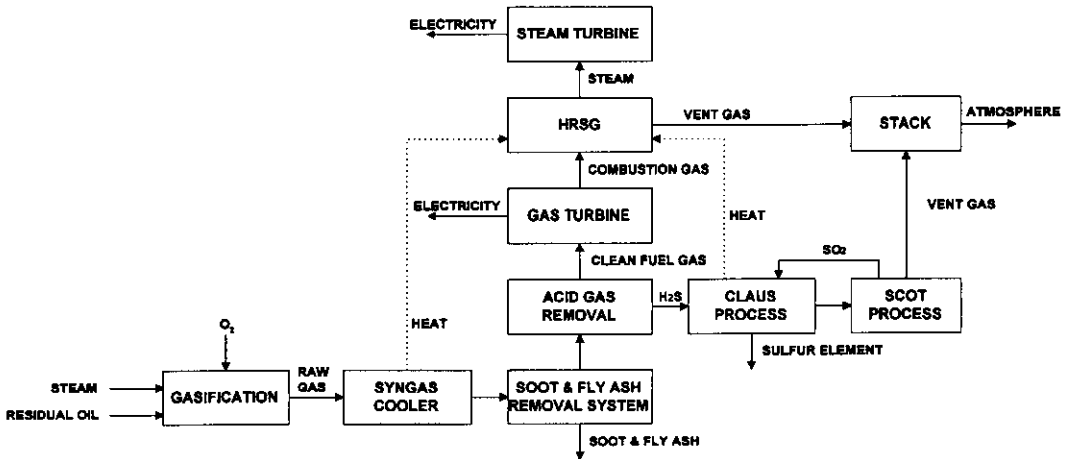 ELECTRICITY
STEAM TURBINE
STEAM
HRSG
VENT GAS
STACK
ATMOSPHERE
COMBUSTION GAS
ELECTRICITY
GAS TURBINE
HEAT
VENT GAS
CLEAN FUEL GAS
SO₂
ACID GAS
REMOVAL
H₂S
CLAUS
PROCESS
SCOT
PROCESS
HEAT
O₂
SULFUR ELEMENT
STEAM
RESIDUAL OIL
GASIFICATION
RAW
GAS
SYNGAS
COOLER
SOOT & FLY ASH
REMOVAL SYSTEM
SOOT & FLY ASH